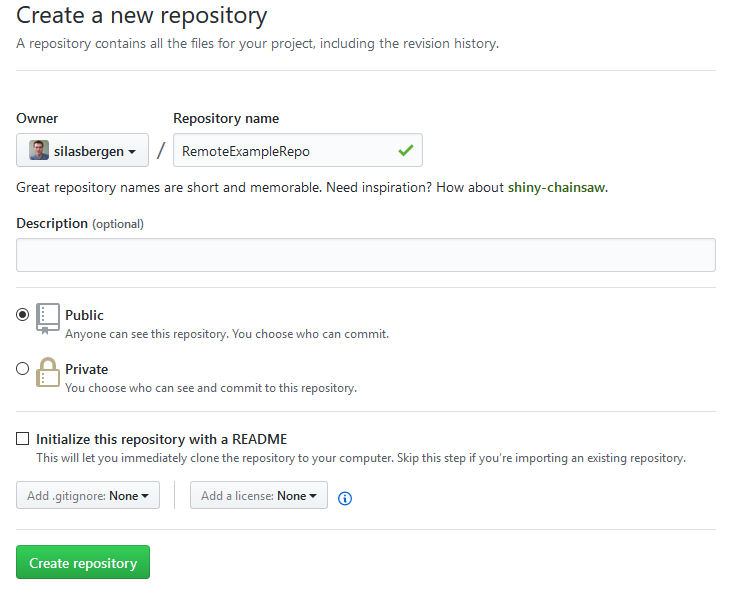 Create a new repository
A repository contains all the files for your project, including the revision history.
Owner
Repository name
silasbergen / RemoteExampleRepo
Great repository names are short and memorable. Need inspiration? How about shiny-chainsaw.
Description (optional)
Public
Anyone can see this repository. You choose who can commit.
Private
You choose who can see and commit to this repository.
Initialize this repository with a README
This will let you immediately clone the repository to your computer. Skip this step if you're importing an existing repository.
Add .gitignore: None
Add a license: None
Create repository